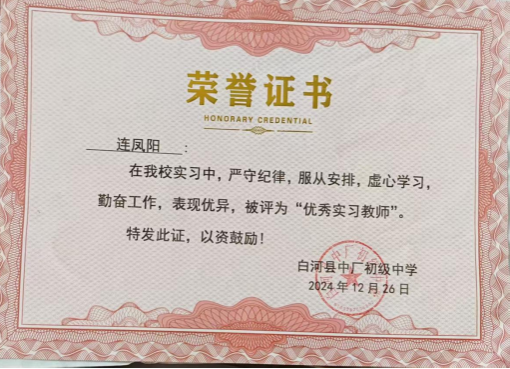 荣誉证书
HONORARY CREDENTIAL
连凤阳：
在我校实习中，严守纪律，服从安排，虚心学习，
勤奋工作，表现优异，被评为“优秀实习教师”。
特发此证，以资鼓励！
白河县中厂初级中学
2024年12月26日